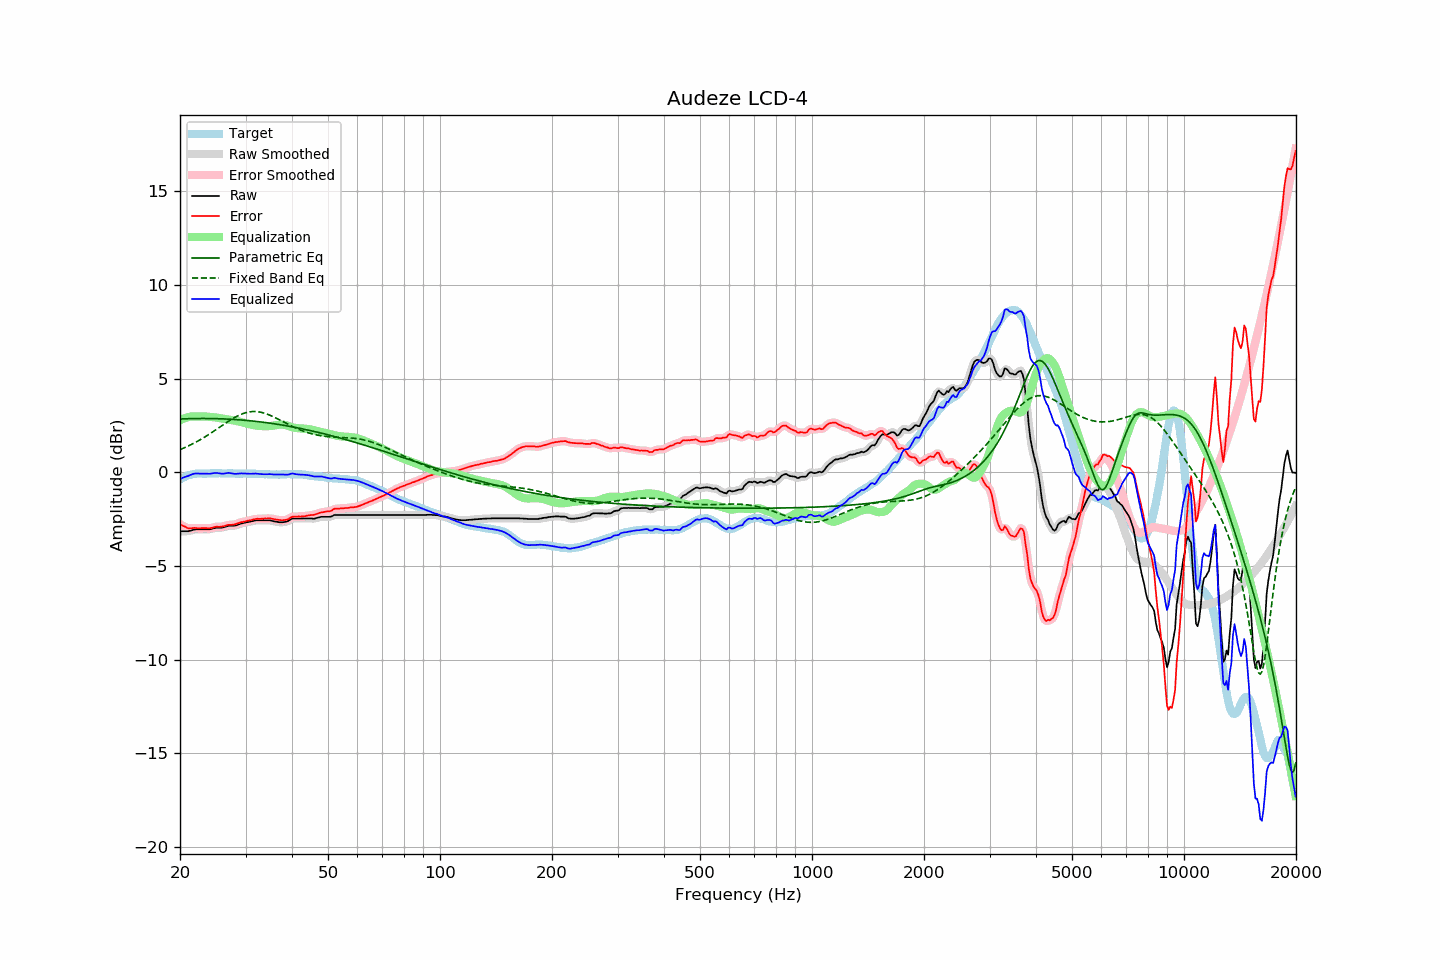 Audeze LCD-4
Target
Raw Smoothed
Error Smoothed
Raw
Error
Equalization
Parametric Eq
Fixed Band Eq
Equalized
15
10
5
0
−5
−10
−15
−20
Amplitude (dBr)
20 50 100 200 500 1000 2000 5000 10000 20000
Frequency (Hz)